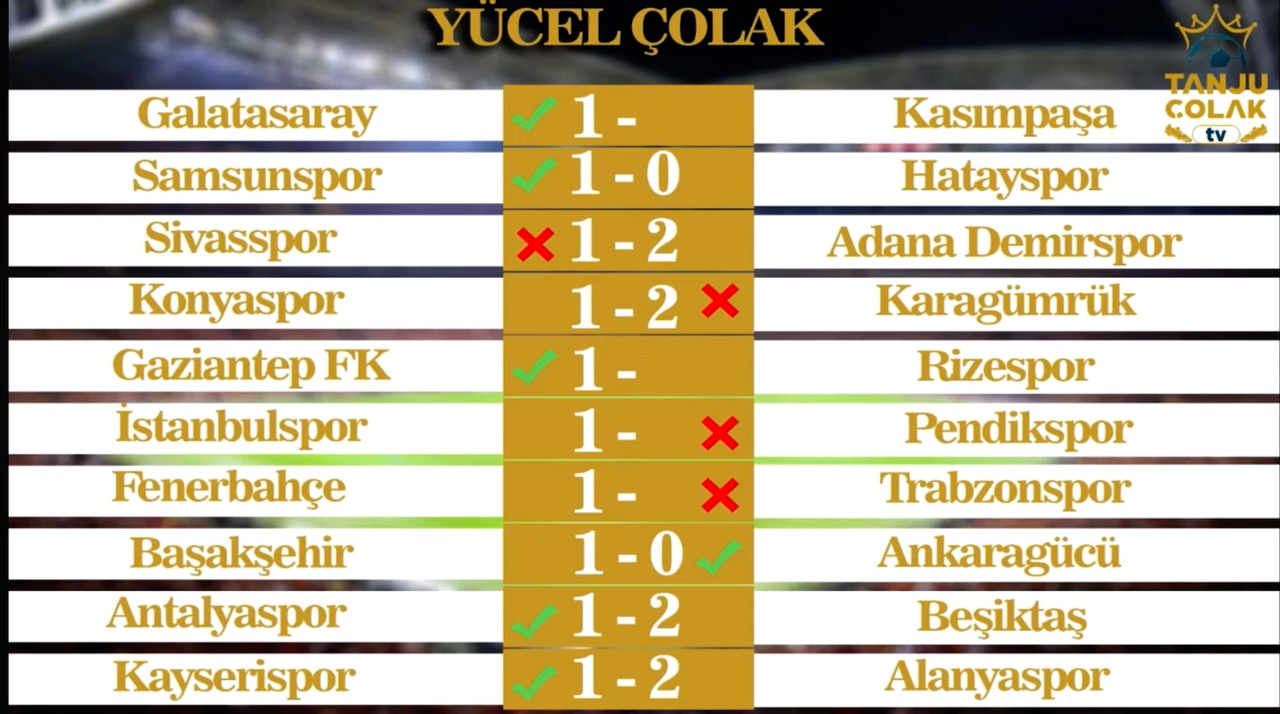 YÜCEL ÇOLAK
TANJU
ÇOLAK
tv
Galatasaray 1 - Kasımpaşa
Samsunspor 1 - 0 Hatayspor
Sivasspor 1 - 2 Adana Demirspor
Konyaspor 1 - 2 Karagümrük
Gaziantep FK 1 - Rizespor
İstanbulspor 1 - Pendikspor
Fenerbahçe 1 - Trabzonspor
Başakşehir 1 - 0 Ankaragücü
Antalyaspor 1 - 2 Beşiktaş
Kayserispor 1 - 2 Alanyaspor